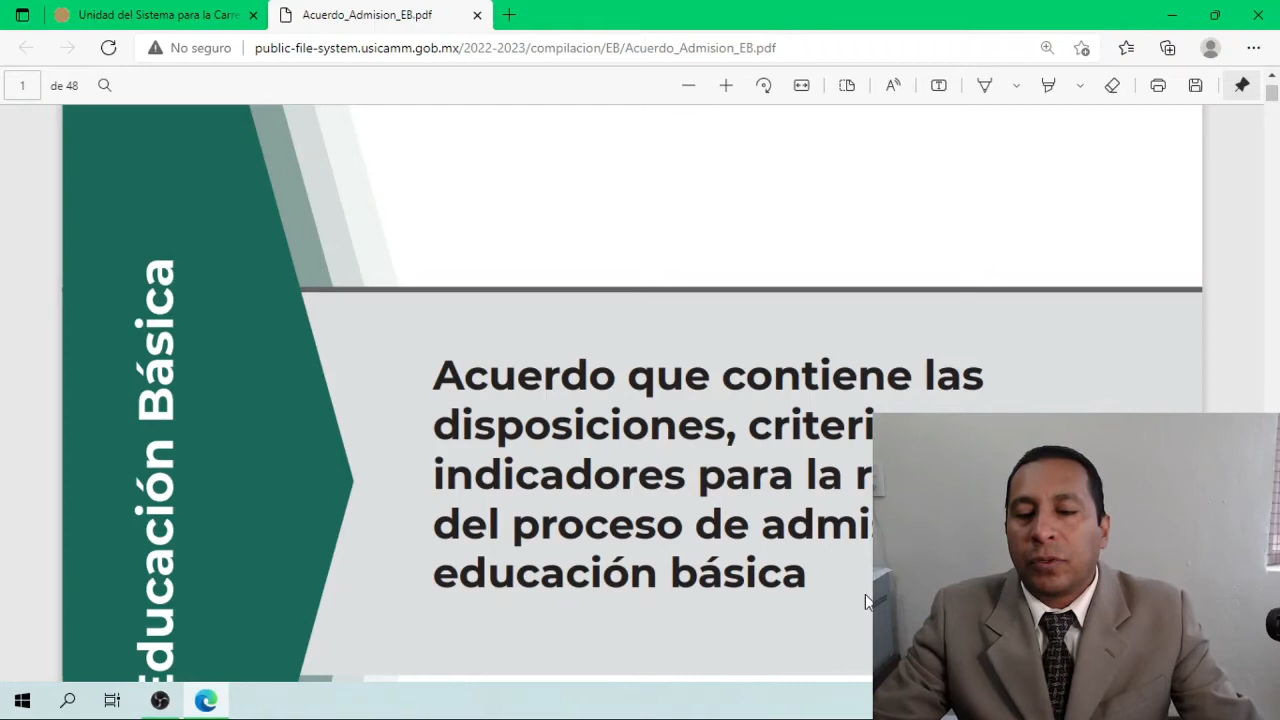 Unidad del Sistema para la Carre
Acuerdo_Admision_EB.pdf
No seguro
public-file-system.usicamm.gob.mx/2022-2023/compilacion/EB/Acuerdo_Admision_EB.pdf
1 de 48
Educación Básica
Acuerdo que contiene las
disposiciones, criteri
indicadores para la
del proceso de admi
educación básica